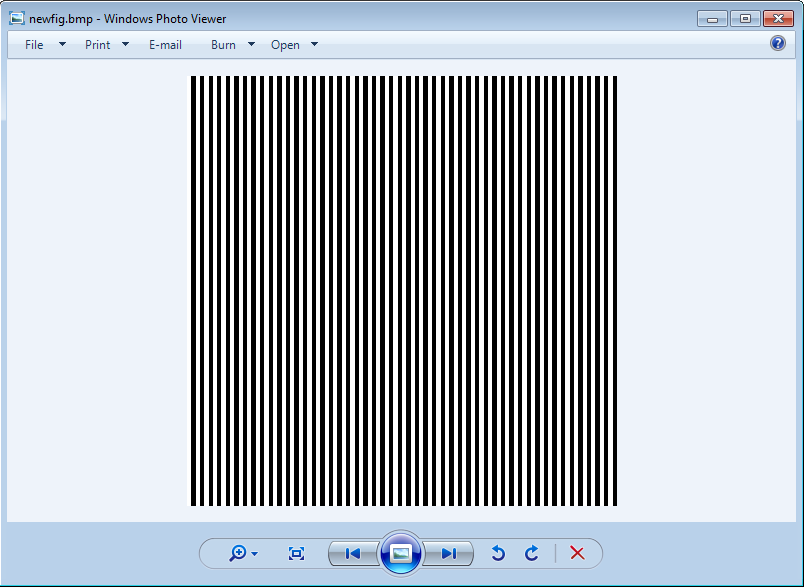 newfig.bmp - Windows Photo Viewer
File Print E-mail Burn Open ?